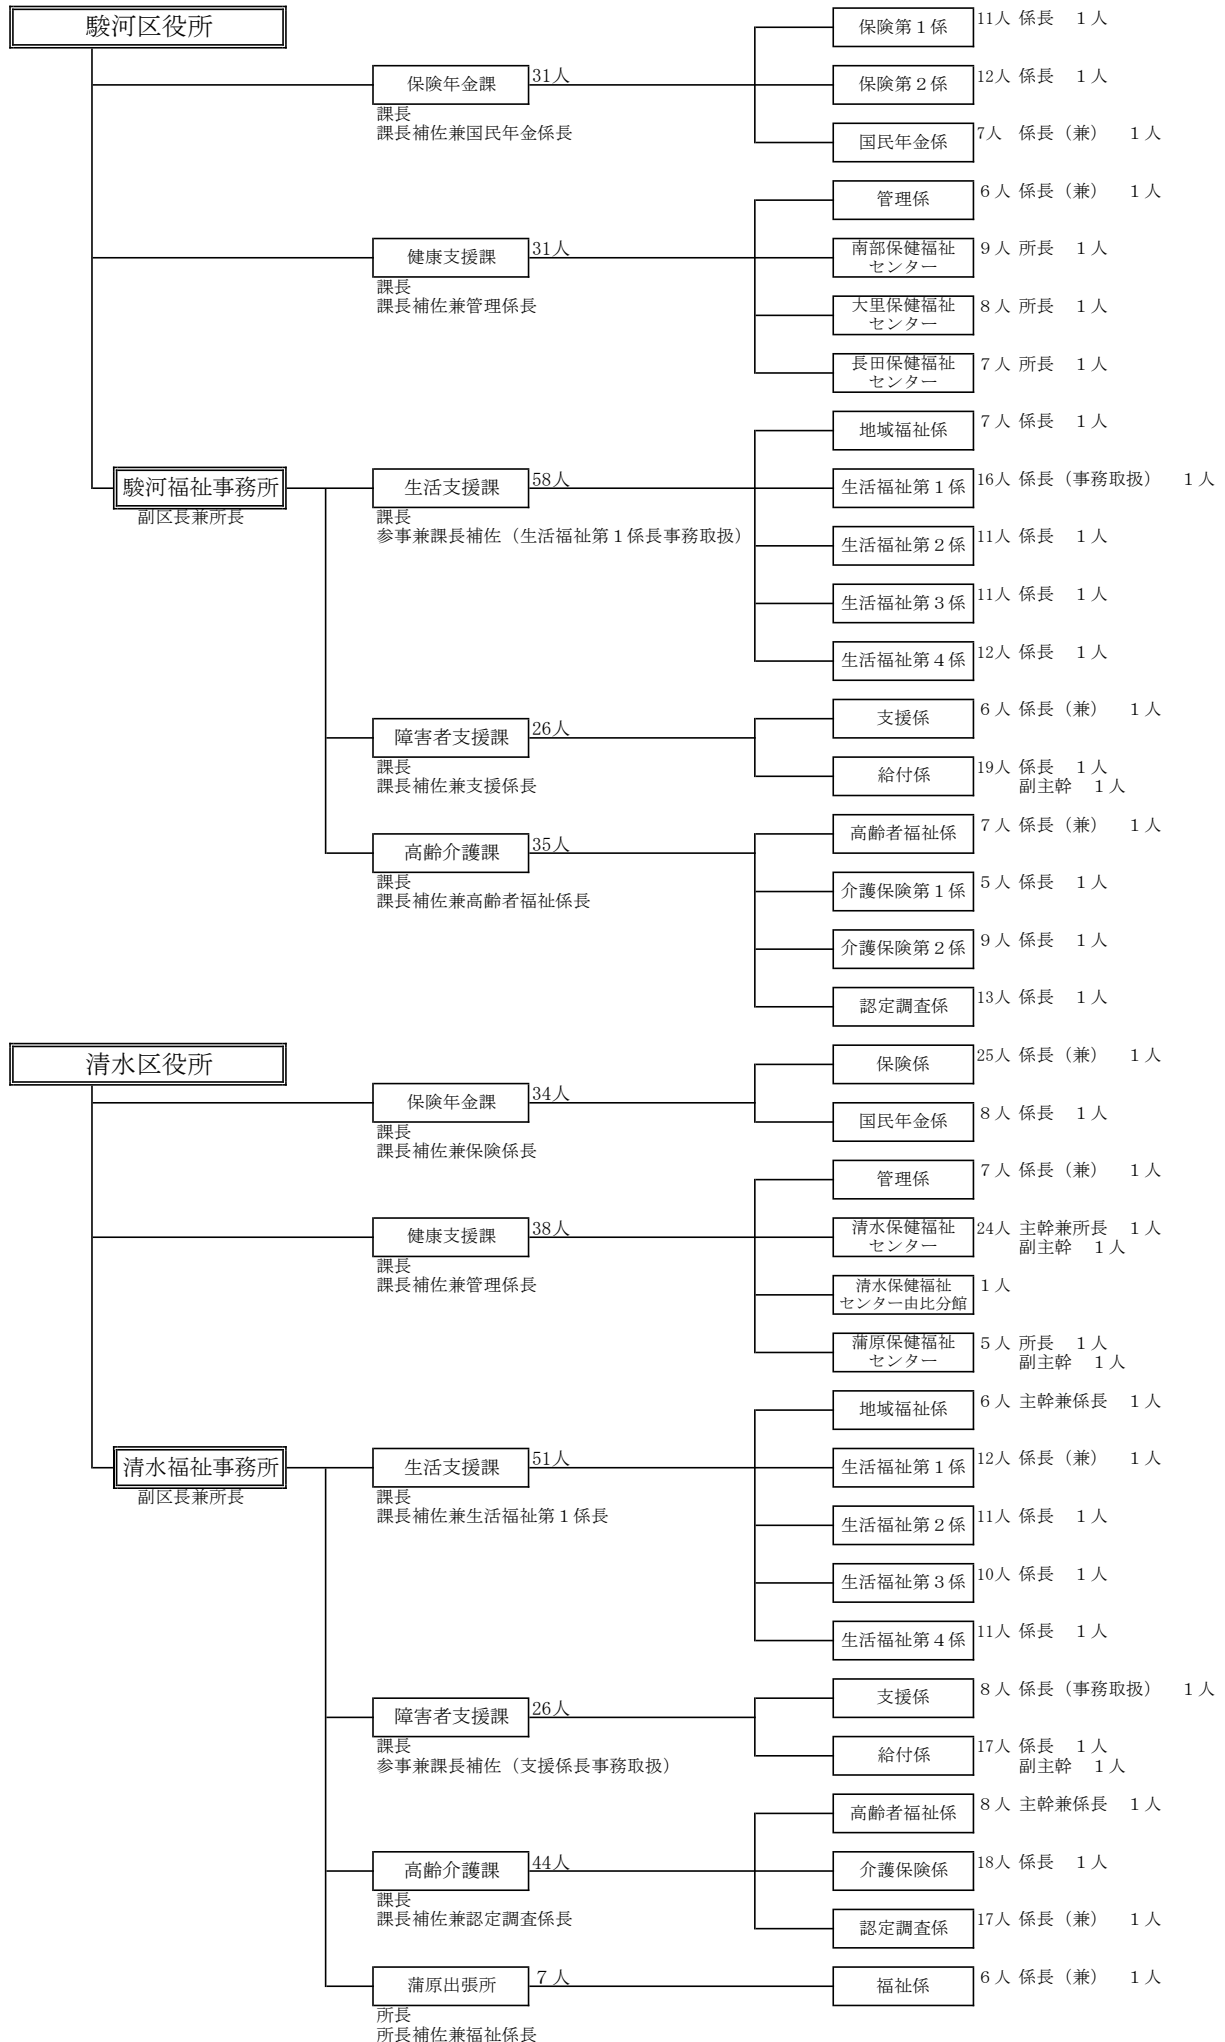 駿河区役所
保険第１係 11人 係長　１人
保険年金課 31人 保険第２係 12人 係長　１人
課長
課長補佐兼国民年金係長
国民年金係 7人 係長（兼）　１人
管理係 ６人 係長（兼）　１人
健康支援課 31人 南部保健福祉
センター ９人 所長　１人
課長
課長補佐兼管理係長
大里保健福祉
センター ８人 所長　１人
長田保健福祉
センター ７人 所長　１人
地域福祉係 ７人 係長　１人
駿河福祉事務所 生活支援課 58人 生活福祉第１係 16人 係長（事務取扱）　１人
副区長兼所長
課長
参事兼課長補佐（生活福祉第１係長事務取扱）
生活福祉第２係 11人 係長　１人
生活福祉第３係 11人 係長　１人
生活福祉第４係 12人 係長　１人
支援係 ６人 係長（兼）　１人
障害者支援課 26人
課長
課長補佐兼支援係長
給付係 19人 係長　１人
副主幹　１人
高齢者福祉係 ７人 係長（兼）　１人
高齢介護課 35人
課長
課長補佐兼高齢者福祉係長
介護保険第１係 ５人 係長　１人
介護保険第２係 ９人 係長　１人
認定調査係 13人 係長　１人
清水区役所
保険係 25人 係長（兼）　１人
保険年金課 34人
課長
課長補佐兼保険係長
国民年金係 ８人 係長　１人
管理係 ７人 係長（兼）　１人
健康支援課 38人 清水保健福祉
センター 24人 主幹兼所長　１人
副主幹　１人
課長
課長補佐兼管理係長
清水保健福祉
センター由比分館 １人
蒲原保健福祉
センター ５人 所長　１人
副主幹　１人
地域福祉係 ６人 主幹兼係長　１人
清水福祉事務所 生活支援課 51人 生活福祉第１係 12人 係長（兼）　１人
副区長兼所長
課長
課長補佐兼生活福祉第１係長
生活福祉第２係 11人 係長　１人
生活福祉第３係 10人 係長　１人
生活福祉第４係 11人 係長　１人
支援係 ８人 係長（事務取扱）　１人
障害者支援課 26人
課長
参事兼課長補佐（支援係長事務取扱）
給付係 17人 係長　１人
副主幹　１人
高齢者福祉係 ８人 主幹兼係長　１人
高齢介護課 44人 介護保険係 18人 係長　１人
課長
課長補佐兼認定調査係長
認定調査係 17人 係長（兼）　１人
蒲原出張所 ７人 福祉係 ６人 係長（兼）　１人
所長
所長補佐兼福祉係長